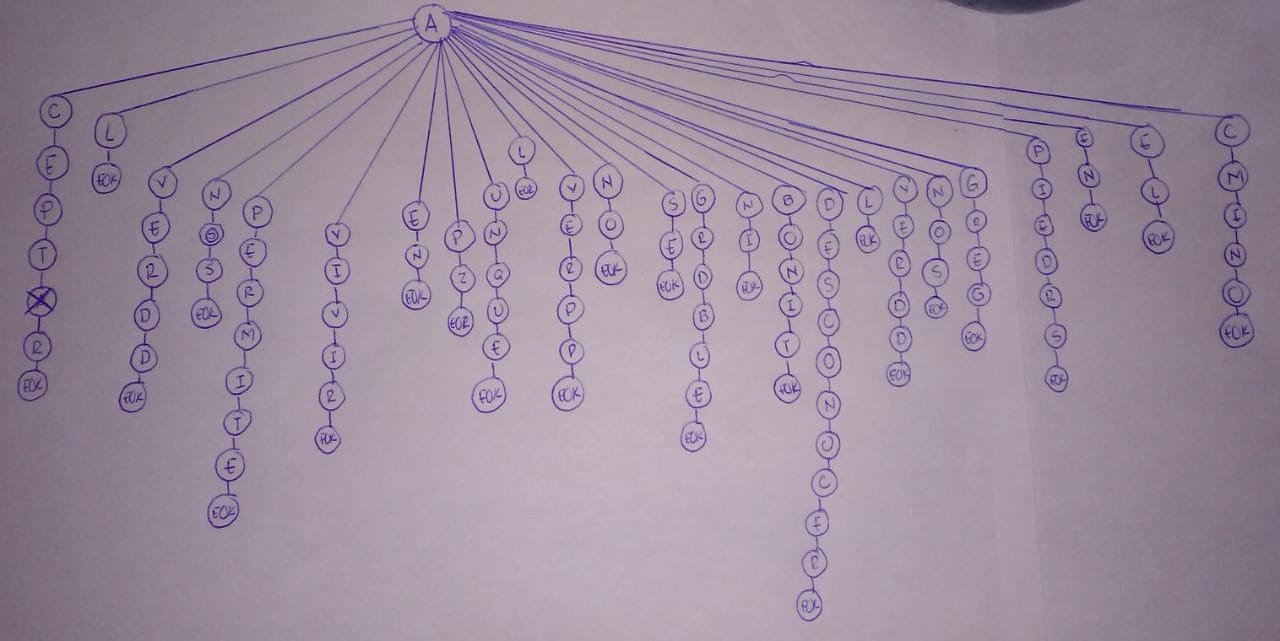 A
C E P T R EOK
L EOK
V E R D D EOK
N O S EOK
P E R M I T E EOK
V I V I R EOK
E N EOK
P Z EOK
U N Q U E EOK
L EOK
V E R P P EOK
N O EOK
S E EOK
G R D B L E EOK
N I EOK
B O N I T EOK
D E S C O N O C E R EOK
L EOK
V E R D D EOK
N O S EOK
G R E G EOK
P I E D R S EOK
E N EOK
E L EOK
C M I N O EOK